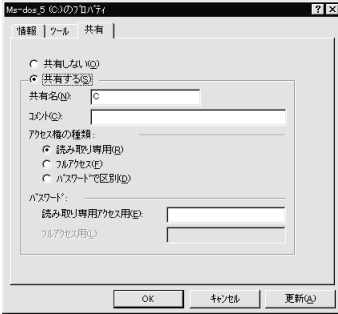 Ms-dos_5 (C:)のプロパティ
情報 ツール 共有
共有しない(O)
共有する(S)
共有名(N): C
コメント(C):
アクセス権の種類:
読み取り専用(R)
フルアクセス(F)
パスワードで区別(D)
パスワード:
読み取り専用アクセス用(E):
フルアクセス用(L):
OK キャンセル 更新(A)